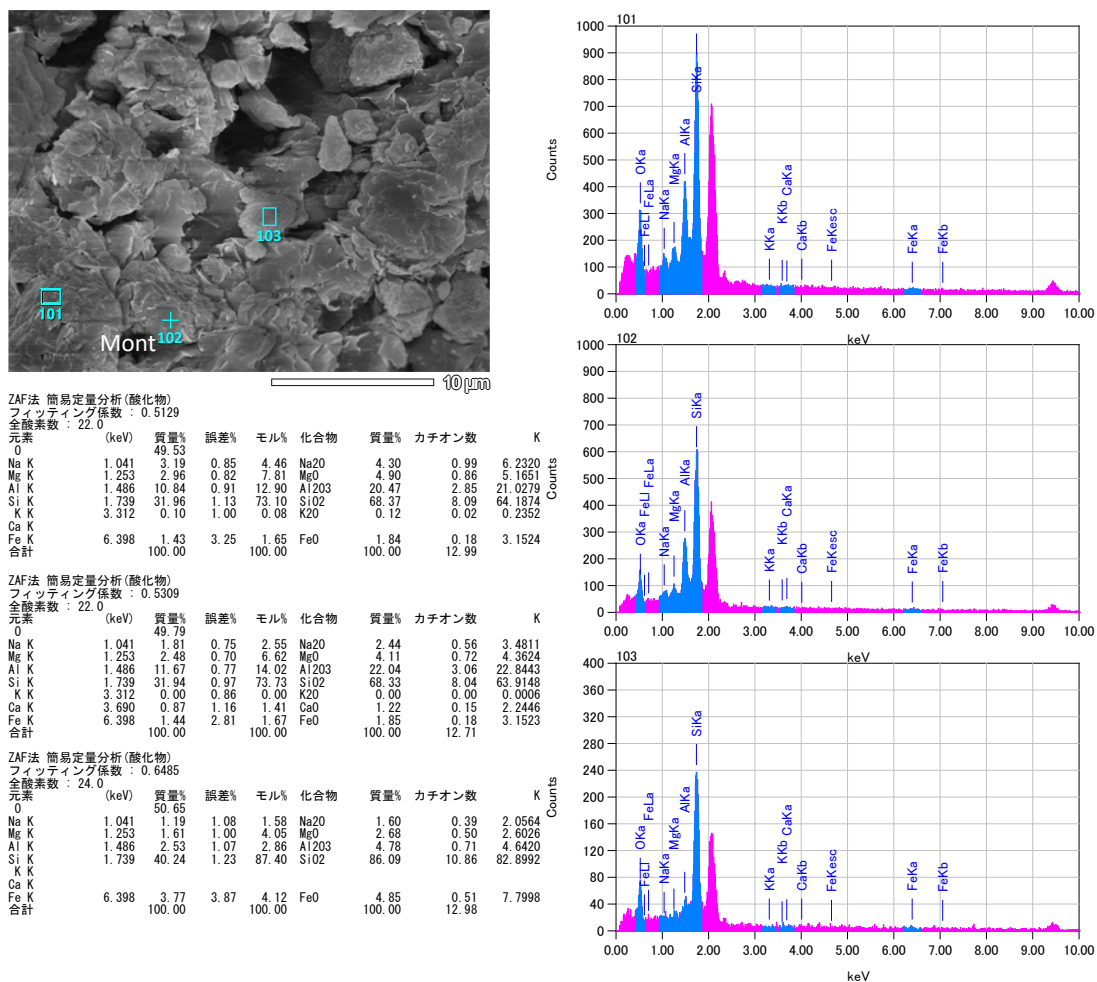 103
101
102
Mont
10 μm
ZAF法 簡易定量分析(酸化物)
フィッティング係数 : 0.5129
全酸素数 : 22.0
元素 (keV) 質量% 誤差% モル% 化合物 質量% カチオン数 K
O 49.53
Na K 1.041 3.19 0.85 4.46 Na2O 4.30 0.99 6.2320
Mg K 1.253 2.96 0.82 7.81 MgO 4.90 0.86 5.1651
Al K 1.486 10.84 0.91 12.90 Al2O3 20.47 2.85 21.0279
Si K 1.739 31.96 1.13 73.10 SiO2 68.37 8.09 64.1874
K K 3.312 0.10 1.00 0.08 K2O 0.12 0.02 0.2352
Ca K
Fe K 6.398 1.43 3.25 1.65 FeO 1.84 0.18 3.1524
合計 100.00 100.00 100.00 12.99
ZAF法 簡易定量分析(酸化物)
フィッティング係数 : 0.5309
全酸素数 : 22.0
元素 (keV) 質量% 誤差% モル% 化合物 質量% カチオン数 K
O 49.79
Na K 1.041 1.81 0.75 2.55 Na2O 2.44 0.56 3.4811
Mg K 1.253 2.48 0.70 6.62 MgO 4.11 0.72 4.3624
Al K 1.486 11.67 0.77 14.02 Al2O3 22.04 3.06 22.8443
Si K 1.739 31.94 0.97 73.73 SiO2 68.33 8.04 63.9148
K K 3.312 0.00 0.86 0.00 K2O 0.00 0.00 0.0006
Ca K 3.690 0.87 1.16 1.41 CaO 1.22 0.15 2.2446
Fe K 6.398 1.44 2.81 1.67 FeO 1.85 0.18 3.1523
合計 100.00 100.00 100.00 12.71
ZAF法 簡易定量分析(酸化物)
フィッティング係数 : 0.6485
全酸素数 : 24.0
元素 (keV) 質量% 誤差% モル% 化合物 質量% カチオン数 K
O 50.65
Na K 1.041 1.19 1.08 1.58 Na2O 1.60 0.39 2.0564
Mg K 1.253 1.61 1.00 4.05 MgO 2.68 0.50 2.6026
Al K 1.486 2.53 1.07 2.86 Al2O3 4.78 0.71 4.6420
Si K 1.739 40.24 1.23 87.40 SiO2 86.09 10.86 82.8992
K K
Ca K
Fe K 6.398 3.77 3.87 4.12 FeO 4.85 0.51 7.7998
合計 100.00 100.00 100.00 12.98
101
1000
900
800
700
600
500
400
300
200
100
0
Counts
OKa FeLl FeLa NaKa MgKa AlKa SiKa KKa KKb CaKa CaKb FeKesc FeKa FeKb
0.00 1.00 2.00 3.00 4.00 5.00 6.00 7.00 8.00 9.00 10.00
keV
102
1000
900
800
700
600
500
400
300
200
100
0
Counts
OKa FeLl FeLa NaKa MgKa AlKa SiKa KKa KKb CaKa CaKb FeKesc FeKa FeKb
0.00 1.00 2.00 3.00 4.00 5.00 6.00 7.00 8.00 9.00 10.00
keV
103
400
360
320
280
240
200
160
120
80
40
0
Counts
OKa FeLl FeLa NaKa MgKa AlKa SiKa KKa KKb CaKa CaKb FeKesc FeKa FeKb
0.00 1.00 2.00 3.00 4.00 5.00 6.00 7.00 8.00 9.00 10.00
keV